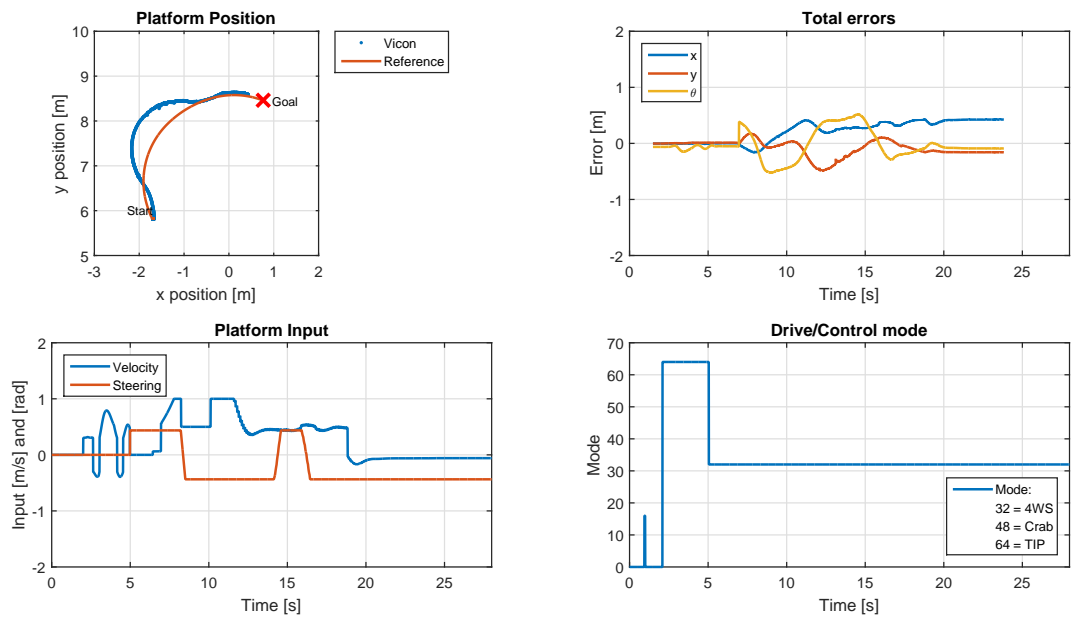 Platform Position
10
9
8
7
6
5
y position [m]
-3
-2
-1
0
1
2
x position [m]
Start
Goal
Vicon
Reference
Total errors
2
1
0
-1
-2
Error [m]
0
5
10
15
20
25
Time [s]
x
y
θ
Platform Input
2
1
0
-1
-2
Input [m/s] and [rad]
0
5
10
15
20
25
Time [s]
Velocity
Steering
Drive/Control mode
70
60
50
40
30
20
10
0
Mode
0
5
10
15
20
25
Time [s]
Mode:
32 = 4WS
48 = Crab
64 = TIP